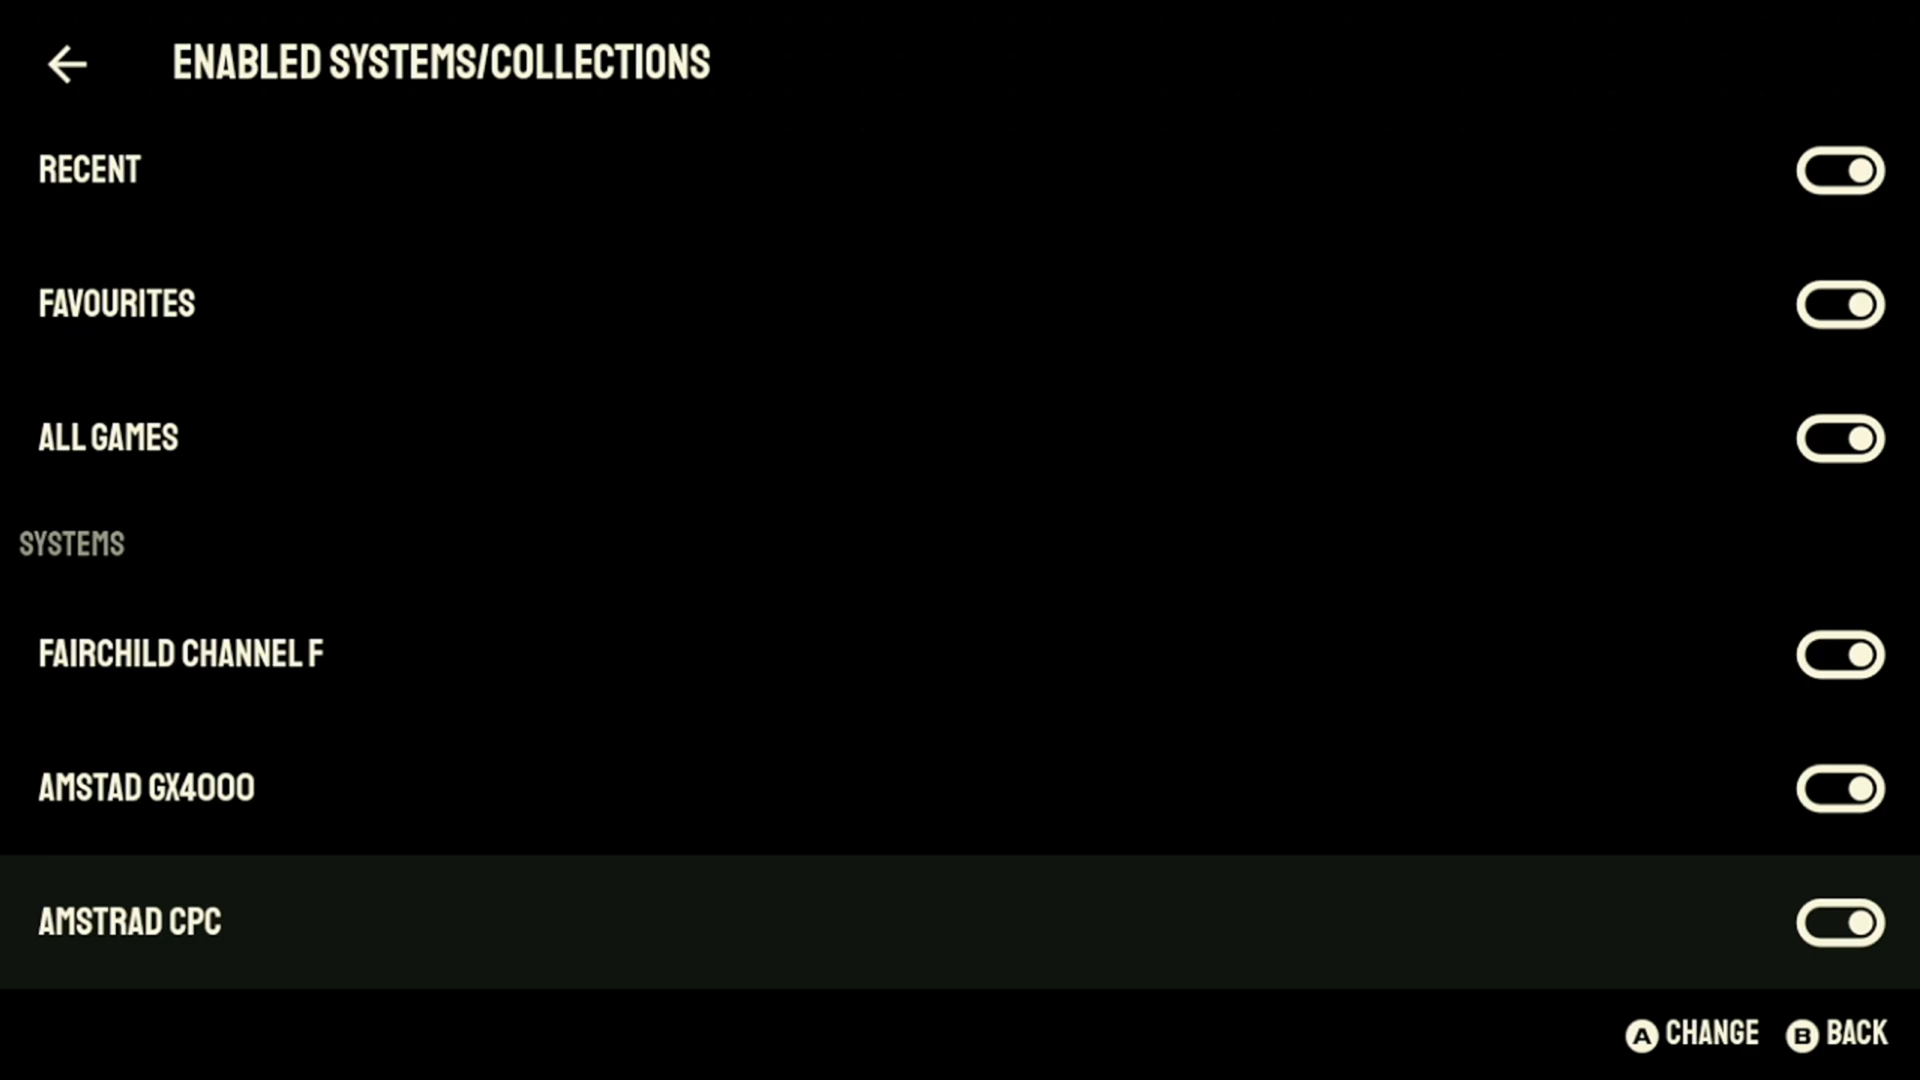 ENABLED SYSTEMS/COLLECTIONS
RECENT
FAVOURITES
ALL GAMES
SYSTEMS
FAIRCHILD CHANNEL F
AMSTAD GX4000
AMSTRAD CPC
A CHANGE B BACK